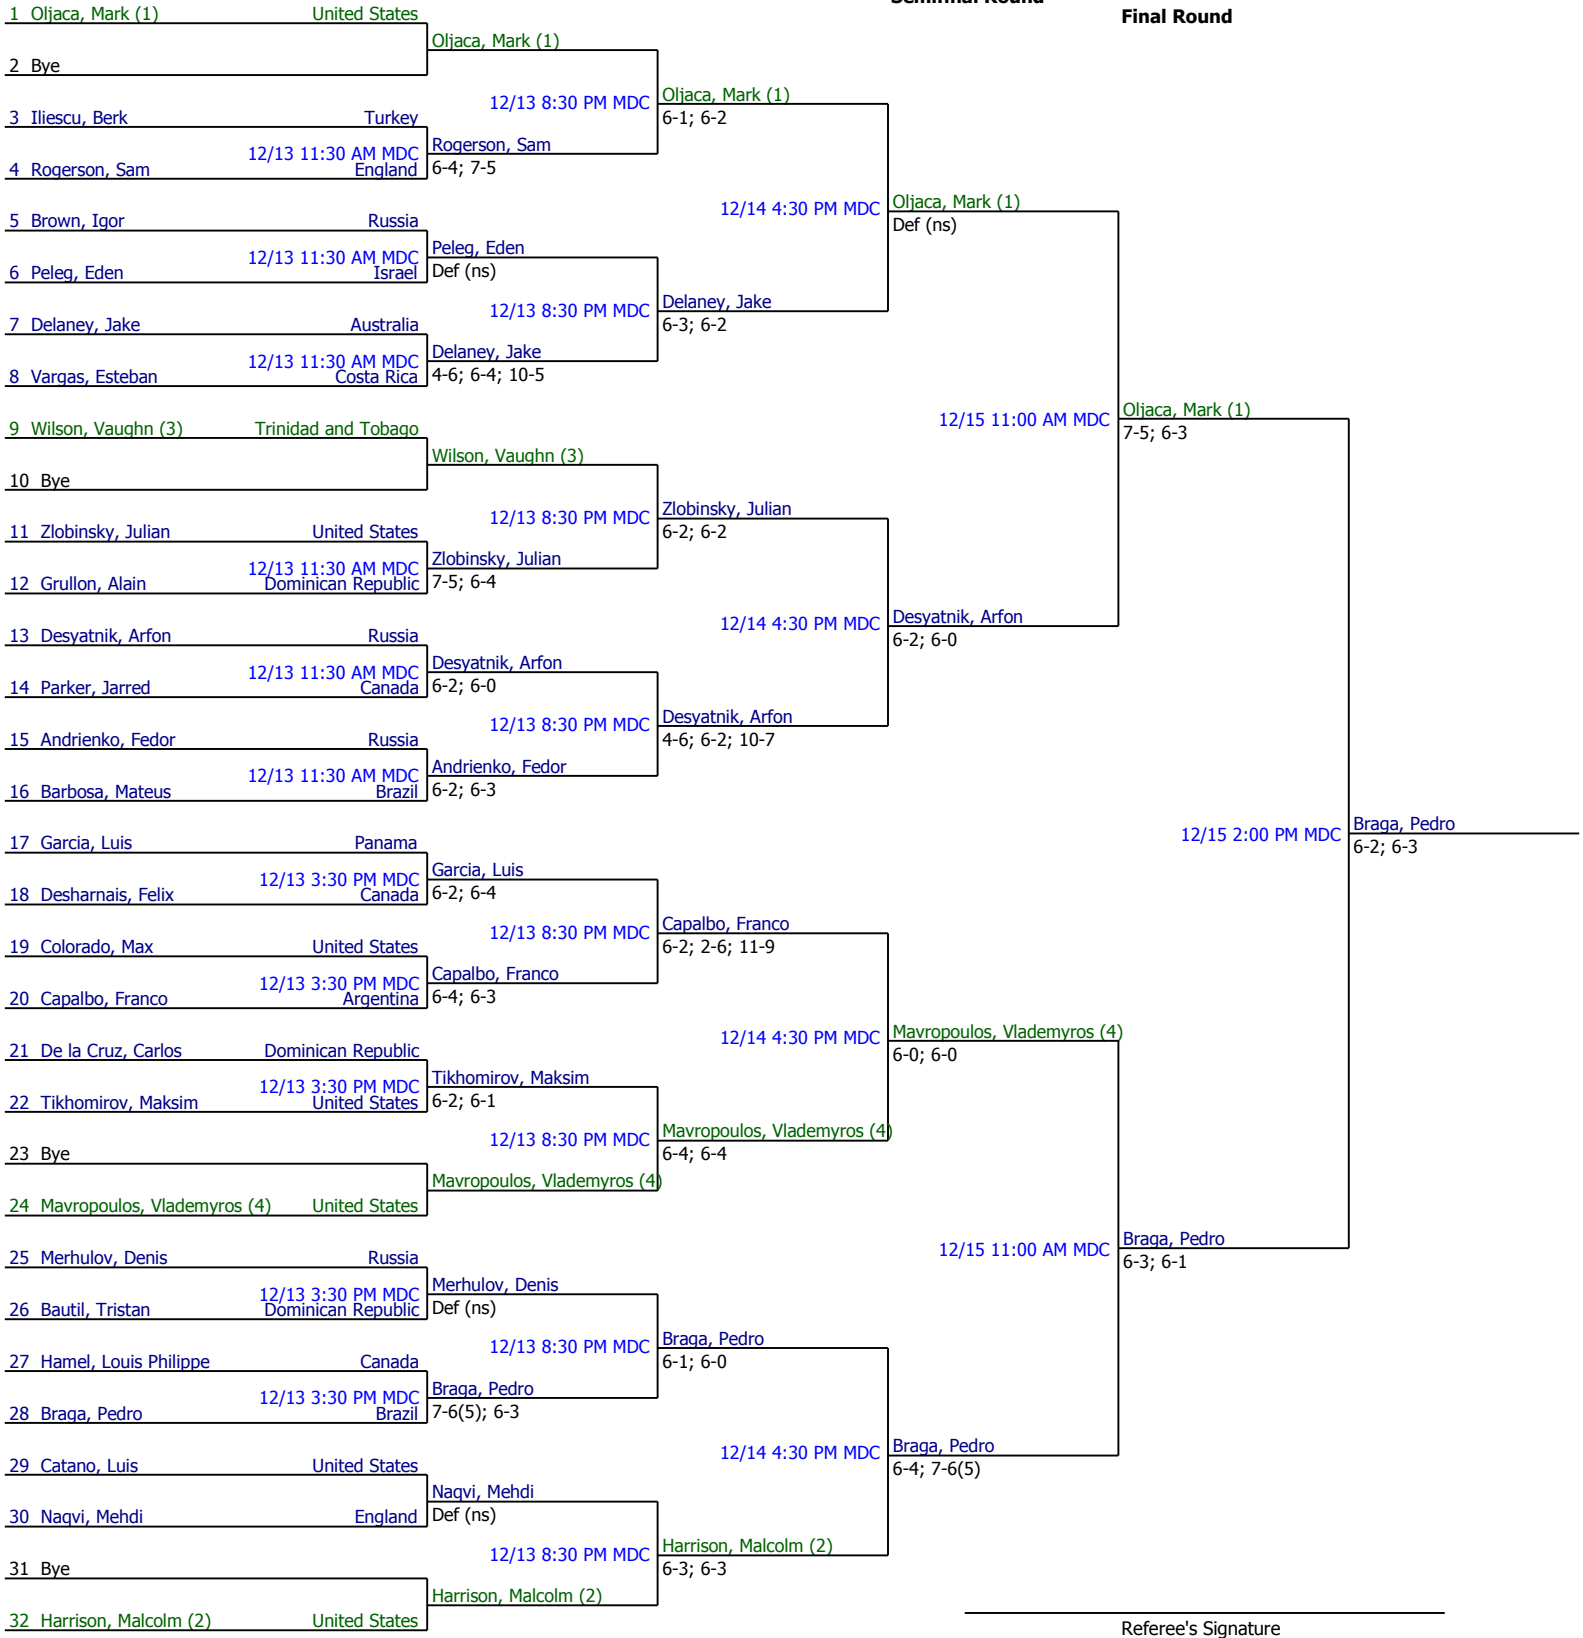 Semifinal Round
Final Round
1 Oljaca, Mark (1) United States
Oljaca, Mark (1)
2 Bye
12/13 8:30 PM MDC
Oljaca, Mark (1)
6-1; 6-2
3 Iliescu, Berk Turkey
12/13 11:30 AM MDC
Rogerson, Sam
6-4; 7-5
4 Rogerson, Sam England
12/14 4:30 PM MDC
Oljaca, Mark (1)
Def (ns)
5 Brown, Igor Russia
12/13 11:30 AM MDC
Peleg, Eden
Def (ns)
6 Peleg, Eden Israel
12/13 8:30 PM MDC
Delaney, Jake
6-3; 6-2
7 Delaney, Jake Australia
12/13 11:30 AM MDC
Delaney, Jake
4-6; 6-4; 10-5
8 Vargas, Esteban Costa Rica
12/15 11:00 AM MDC
Oljaca, Mark (1)
7-5; 6-3
9 Wilson, Vaughn (3) Trinidad and Tobago
Wilson, Vaughn (3)
10 Bye
12/13 8:30 PM MDC
Zlobinsky, Julian
6-2; 6-2
11 Zlobinsky, Julian United States
12/13 11:30 AM MDC
Zlobinsky, Julian
7-5; 6-4
12 Grullon, Alain Dominican Republic
12/14 4:30 PM MDC
Desyatnik, Arfon
6-2; 6-0
13 Desyatnik, Arfon Russia
12/13 11:30 AM MDC
Desyatnik, Arfon
6-2; 6-0
14 Parker, Jarred Canada
12/13 8:30 PM MDC
Desyatnik, Arfon
4-6; 6-2; 10-7
15 Andrienko, Fedor Russia
12/13 11:30 AM MDC
Andrienko, Fedor
6-2; 6-3
16 Barbosa, Mateus Brazil
12/15 2:00 PM MDC
Braga, Pedro
6-2; 6-3
17 Garcia, Luis Panama
12/13 3:30 PM MDC
Garcia, Luis
6-2; 6-4
18 Desharnais, Felix Canada
12/13 8:30 PM MDC
Capalbo, Franco
6-2; 2-6; 11-9
19 Colorado, Max United States
12/13 3:30 PM MDC
Capalbo, Franco
6-4; 6-3
20 Capalbo, Franco Argentina
12/14 4:30 PM MDC
Mavropoulos, Vlademyros (4)
6-0; 6-0
21 De la Cruz, Carlos Dominican Republic
12/13 3:30 PM MDC
Tikhomirov, Maksim
6-2; 6-1
22 Tikhomirov, Maksim United States
12/13 8:30 PM MDC
Mavropoulos, Vlademyros (4)
6-4; 6-4
23 Bye
Mavropoulos, Vlademyros (4)
24 Mavropoulos, Vlademyros (4) United States
12/15 11:00 AM MDC
Braga, Pedro
6-3; 6-1
25 Merhulov, Denis Russia
12/13 3:30 PM MDC
Merhulov, Denis
Def (ns)
26 Bautil, Tristan Dominican Republic
12/13 8:30 PM MDC
Braga, Pedro
6-1; 6-0
27 Hamel, Louis Philippe Canada
12/13 3:30 PM MDC
Braga, Pedro
7-6(5); 6-3
28 Braga, Pedro Brazil
12/14 4:30 PM MDC
Braga, Pedro
6-4; 7-6(5)
29 Catano, Luis United States
Naqvi, Mehdi
Def (ns)
30 Naqvi, Mehdi England
12/13 8:30 PM MDC
Harrison, Malcolm (2)
6-3; 6-3
31 Bye
Harrison, Malcolm (2)
32 Harrison, Malcolm (2) United States
Referee's Signature